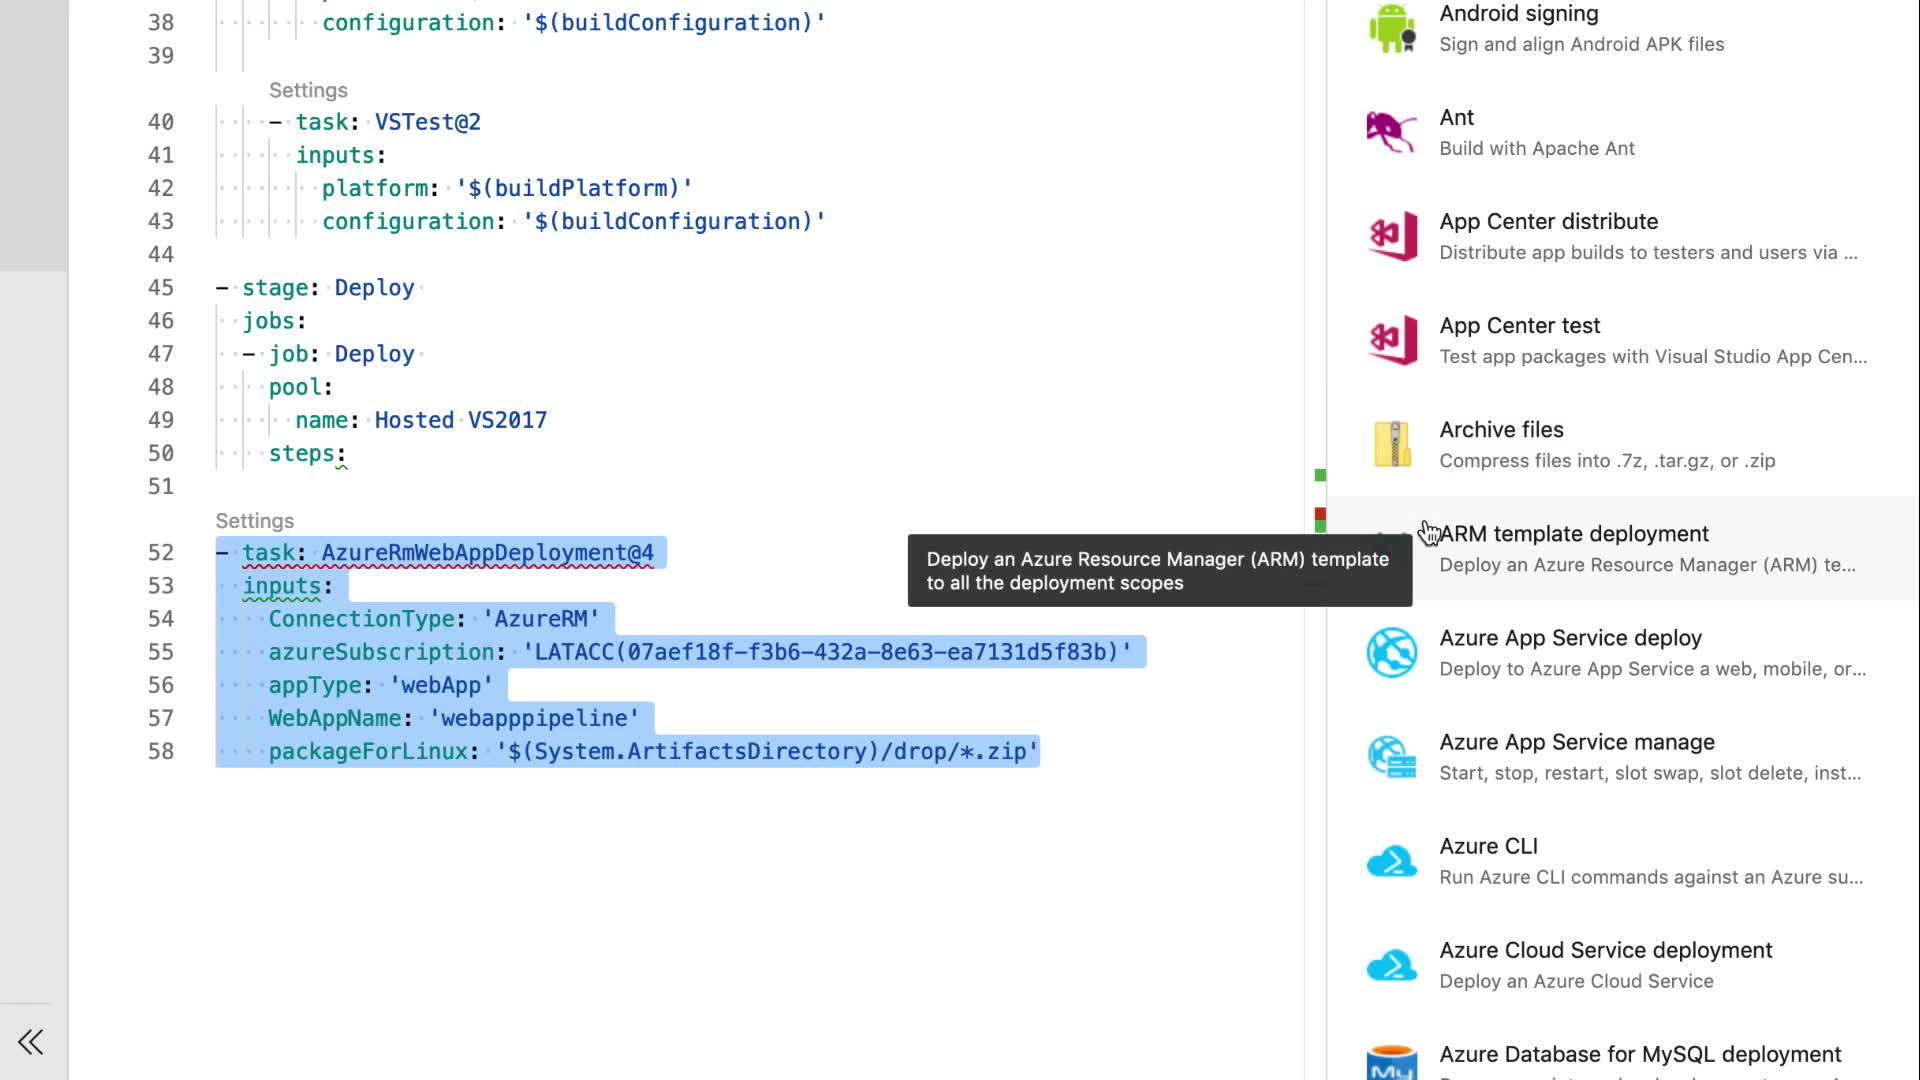 38 configuration: '$(buildConfiguration)'
39
Settings
40 - task: VSTest@2
41 inputs:
42 platform: '$(buildPlatform)'
43 configuration: '$(buildConfiguration)'
44
45 - stage: Deploy
46 jobs:
47 - job: Deploy
48 pool:
49 name: Hosted VS2017
50 steps:
51
Settings
52 - task: AzureRmWebAppDeployment@4
53 inputs:
54 ConnectionType: 'AzureRM'
55 azureSubscription: 'LATACC(07aef18f-f3b6-432a-8e63-ea7131d5f83b)'
56 appType: 'webApp'
57 WebAppName: 'webapppipeline'
58 packageForLinux: '$(System.ArtifactsDirectory)/drop/*.zip'
Deploy an Azure Resource Manager (ARM) template
to all the deployment scopes
Android signing
Sign and align Android APK files
Ant
Build with Apache Ant
App Center distribute
Distribute app builds to testers and users via ...
App Center test
Test app packages with Visual Studio App Cen...
Archive files
Compress files into .7z, .tar.gz, or .zip
ARM template deployment
Deploy an Azure Resource Manager (ARM) te...
Azure App Service deploy
Deploy to Azure App Service a web, mobile, or...
Azure App Service manage
Start, stop, restart, slot swap, slot delete, inst...
Azure CLI
Run Azure CLI commands against an Azure su...
Azure Cloud Service deployment
Deploy an Azure Cloud Service
Azure Database for MySQL deployment
My